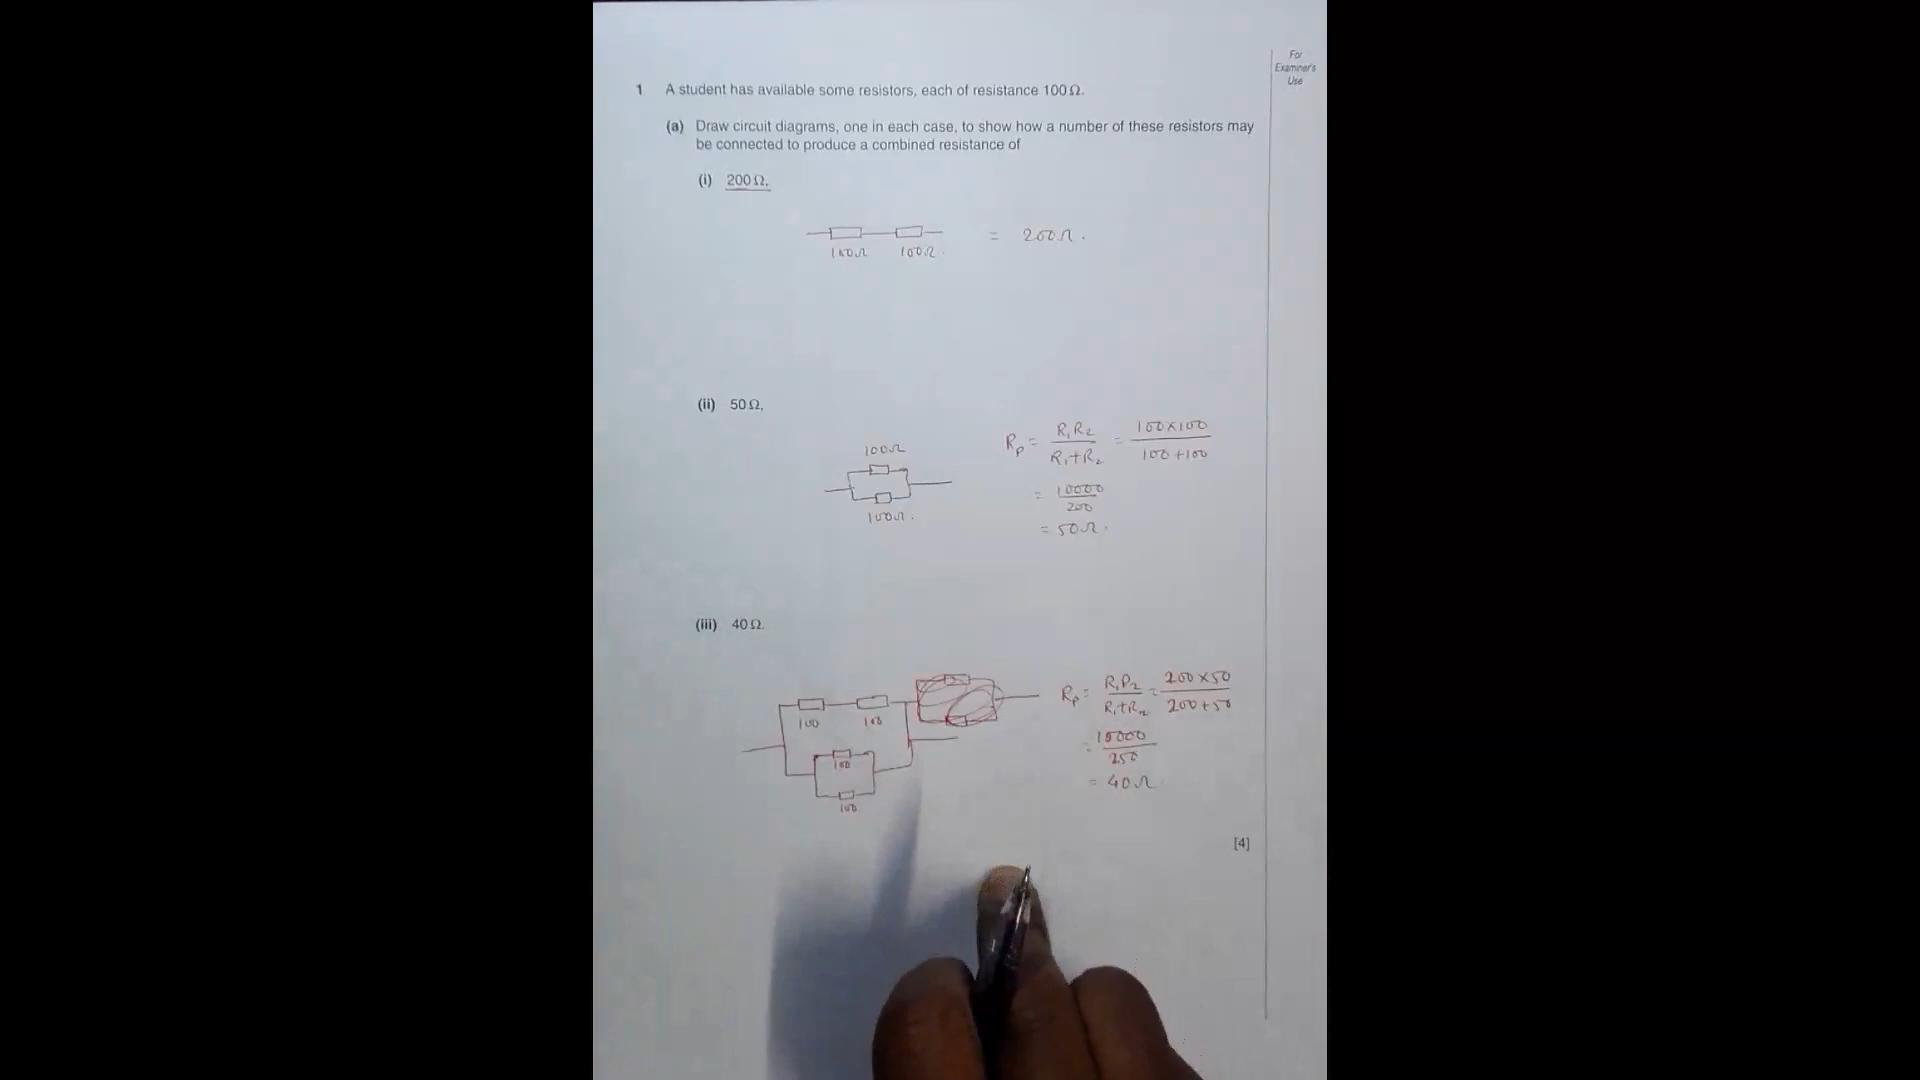 For
Examiner's
Use
1 A student has available some resistors, each of resistance 100 Ω.
(a) Draw circuit diagrams, one in each case, to show how a number of these resistors may
be connected to produce a combined resistance of
(i) 200 Ω,
= 200Ω.
100Ω 100Ω.
(ii) 50 Ω,
100Ω
100Ω.
Rp = R₁R₂ / R₁+R₂ = 100×100 / 100+100
= 10000 / 200
= 50Ω.
(iii) 40 Ω.
100 100
100
100
Rp = R₁R₂ / R₁+R₂ = 200×50 / 200+50
= 10000 / 250
= 40Ω
[4]